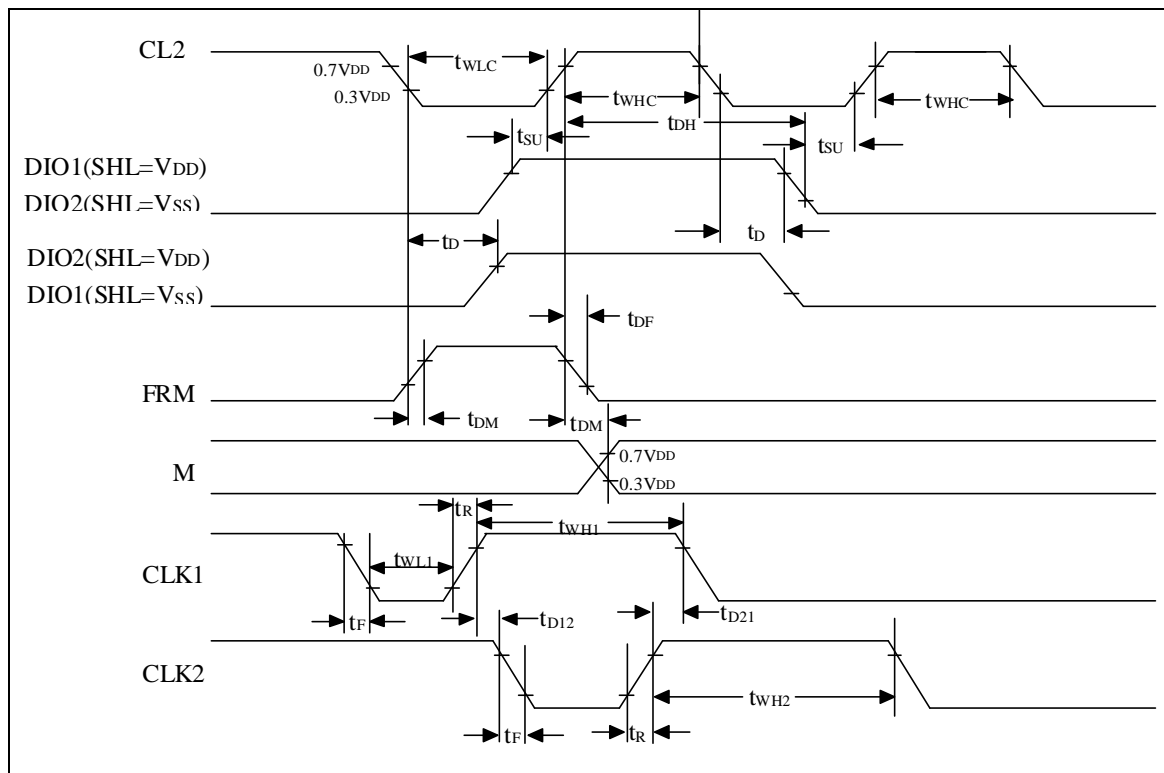 CL2
0.7VDD
0.3VDD
tWLC
tWHC
tWHC
tDH
tSU
tSU
DIO1(SHL=VDD)
DIO2(SHL=VSS)
tD
tD
DIO2(SHL=VDD)
DIO1(SHL=VSS)
tDF
FRM
tDM
tDM
M
0.7VDD
0.3VDD
tR
tWH1
CLK1
tWL1
tF
tD12
tD21
CLK2
tWH2
tF
tR